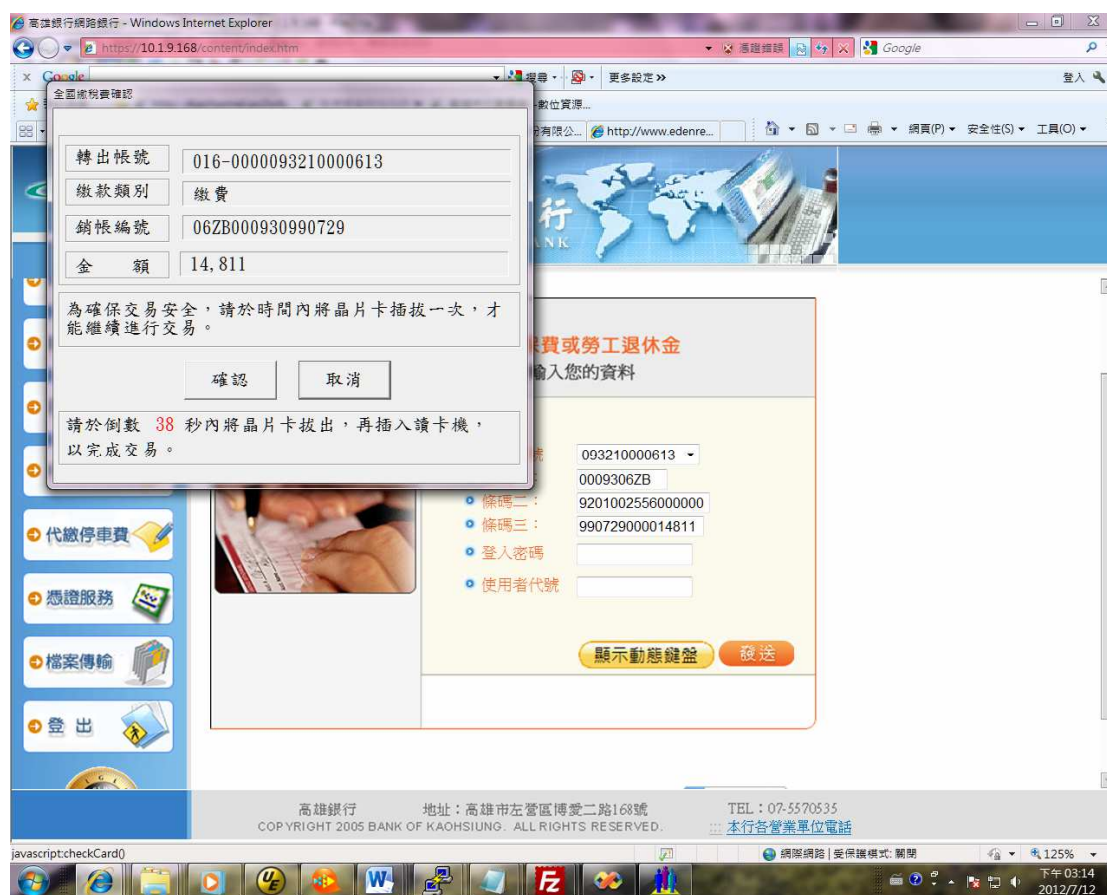 高雄銀行網路銀行 - Windows Internet Explorer
https://10.1.9.168/content/index.htm
憑證錯誤
Google
x Google
搜尋
更多設定 »
登入
全國繳稅費確認
-數位資源...
份有限公...
http://www.edenre...
網頁(P)
安全性(S)
工具(O)
轉出帳號 016-0000093210000613
繳款類別 繳費
銷帳編號 06ZB000930990729
金 額 14,811
為確保交易安全,請於時間內將晶片卡插拔一次,才
能繼續進行交易。
確認 取消
請於倒數 38 秒內將晶片卡拔出,再插入讀卡機,
以完成交易。
行
NK
保費或勞工退休金
輸入您的資料
號 093210000613
0009306ZB
條碼二: 9201002556000000
條碼三: 990729000014811
登入密碼
使用者代號
顯示動態鍵盤 發送
代繳停車費
憑證服務
檔案傳輸
登 出
高雄銀行 地址:高雄市左營區博愛二路168號 TEL:07-5570535
COPYRIGHT 2005 BANK OF KAOHSIUNG. ALL RIGHTS RESERVED. 本行各營業單位電話
javascript:checkCard()
網際網路 | 受保護模式: 關閉
125%
下午 03:14
2012/7/12